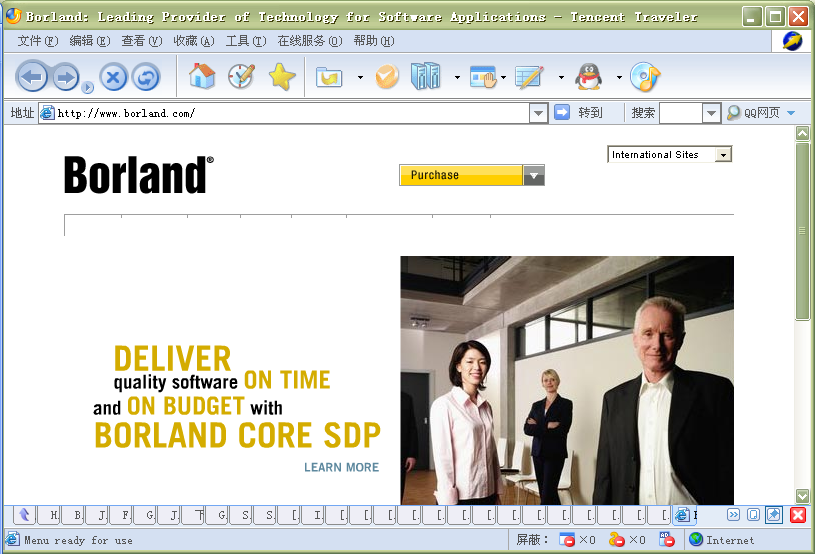 Borland: Leading Provider of Technology for Software Applications - Tencent Traveler
文件(F) 编辑(E) 查看(V) 收藏(A) 工具(T) 在线服务(O) 帮助(H)
地址 http://www.borland.com/ 转到 搜索 QQ网页
International Sites
Borland®
Purchase
DELIVER
quality software ON TIME
and ON BUDGET with
BORLAND CORE SDP
LEARN MORE
H. B. J. F. G. J. 下 G. S. S. [. I. [. [. [. [. [. [. [. [. [. [. [. [. [. [.
Menu ready for use 屏蔽: ×0 ×0 Internet